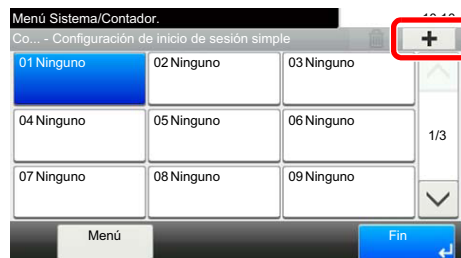 Menú Sistema/Contador.
Co... - Configuración de inicio de sesión simple
+
01 Ninguno
02 Ninguno
03 Ninguno
04 Ninguno
05 Ninguno
06 Ninguno
1/3
07 Ninguno
08 Ninguno
09 Ninguno
Menú
Fin